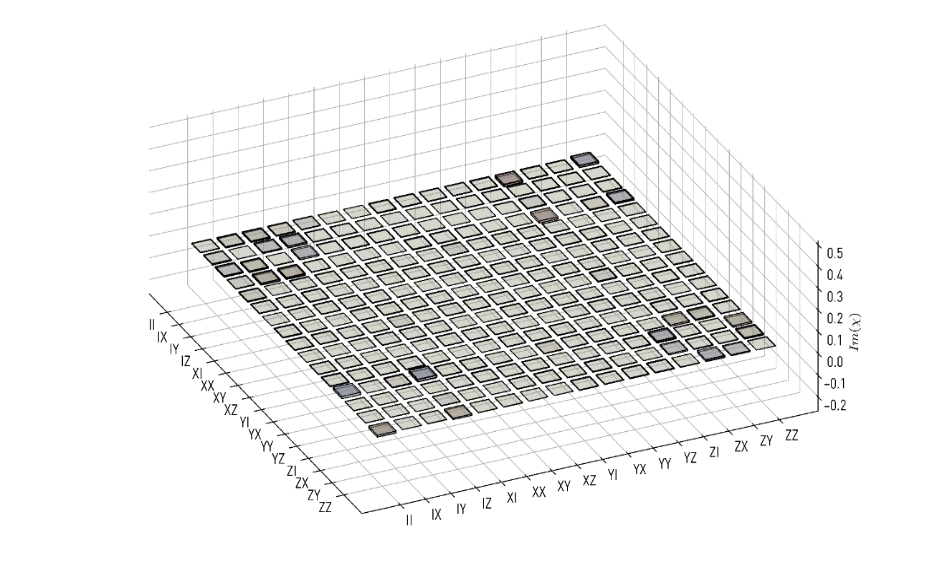 0.5
0.4
0.3
0.2
0.1
0.0
-0.1
-0.2
Im(χ)
II
IX
IY
IZ
XI
XX
XY
XZ
YI
YX
YY
YZ
ZI
ZX
ZY
ZZ
II
IX
IY
IZ
XI
XX
XY
XZ
YI
YX
YY
YZ
ZI
ZX
ZY
ZZ